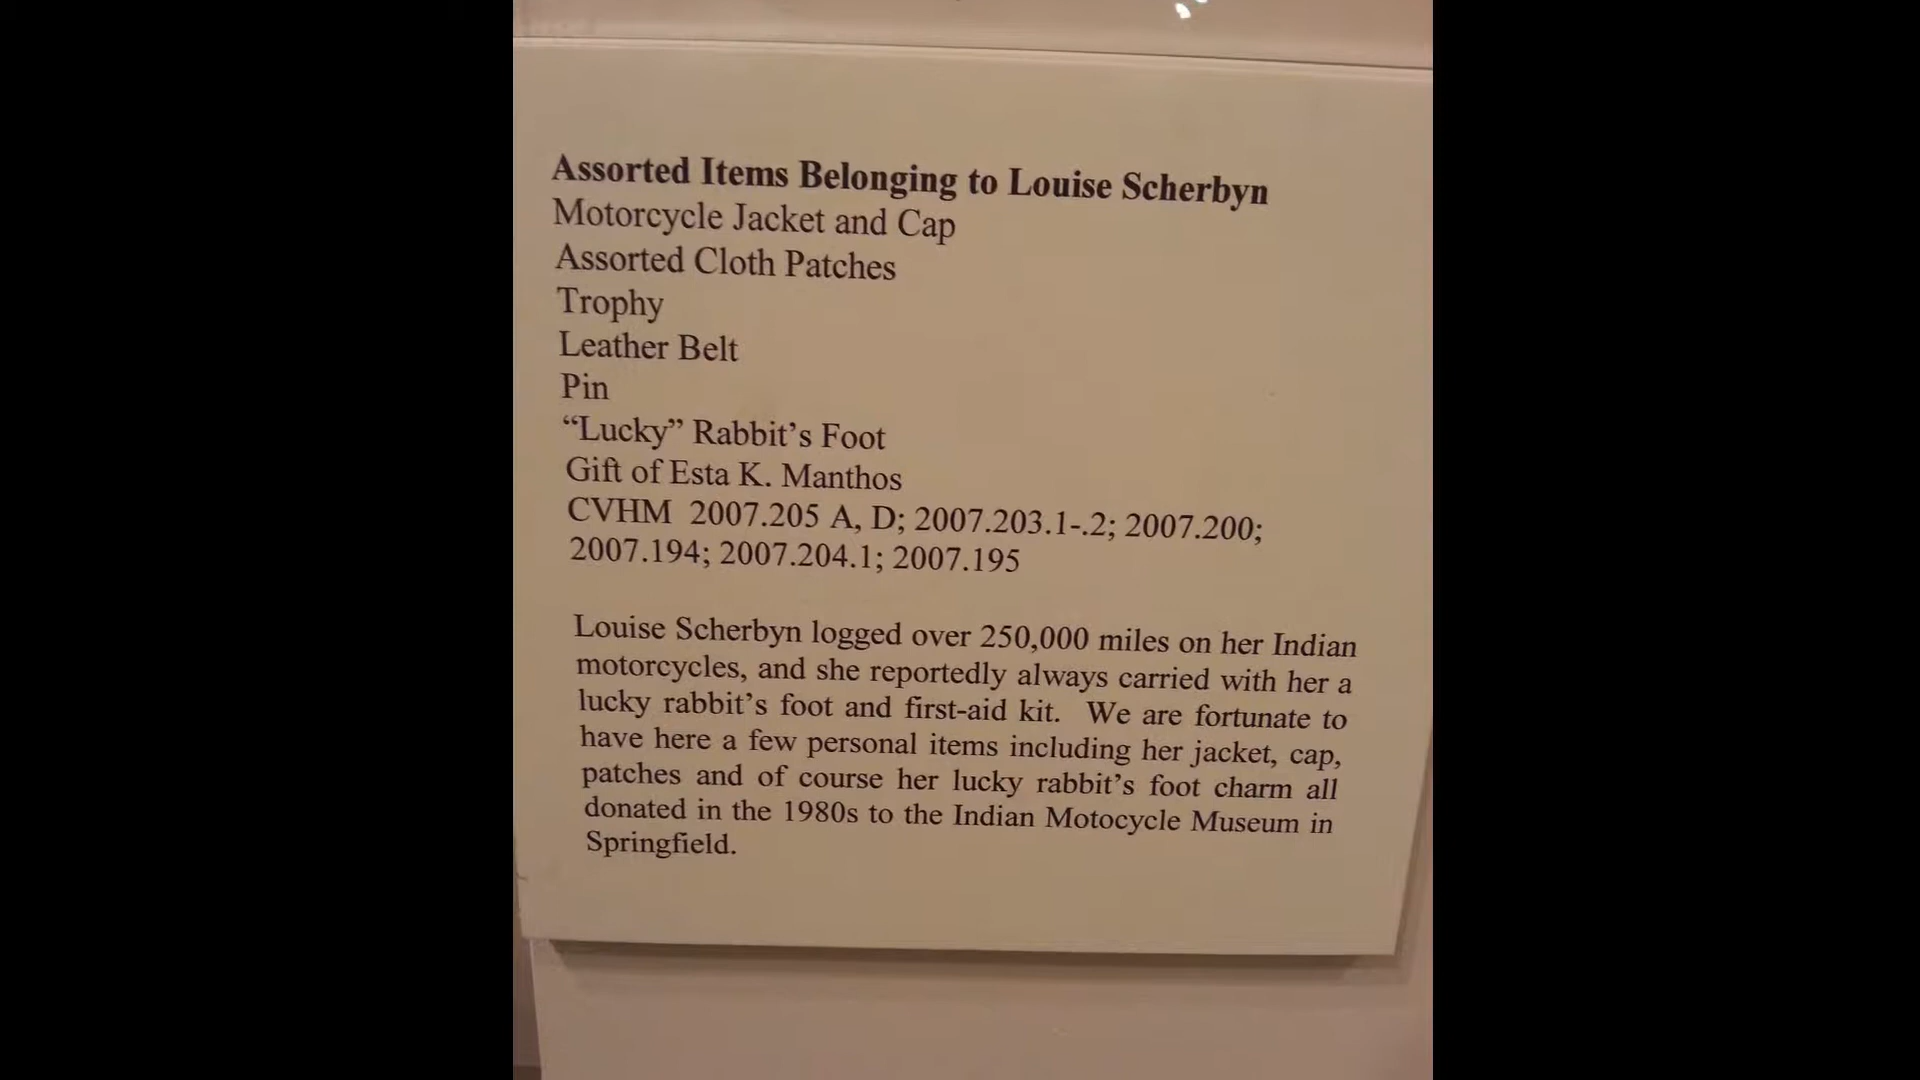 Assorted Items Belonging to Louise Scherbyn
Motorcycle Jacket and Cap
Assorted Cloth Patches
Trophy
Leather Belt
Pin
“Lucky” Rabbit’s Foot
Gift of Esta K. Manthos
CVHM 2007.205 A, D; 2007.203.1-.2; 2007.200;
2007.194; 2007.204.1; 2007.195
Louise Scherbyn logged over 250,000 miles on her Indian
motorcycles, and she reportedly always carried with her a
lucky rabbit’s foot and first-aid kit. We are fortunate to
have here a few personal items including her jacket, cap,
patches and of course her lucky rabbit’s foot charm all
donated in the 1980s to the Indian Motocycle Museum in
Springfield.